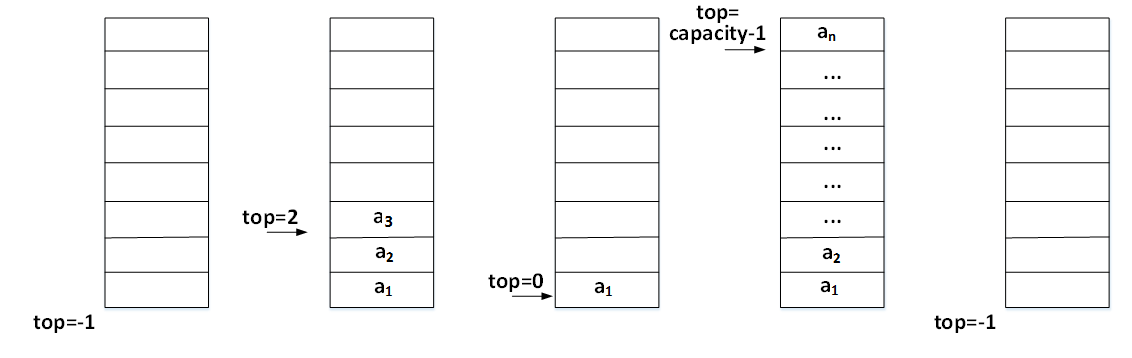 top=-1
top=2
a₃
a₂
a₁
top=0
a₁
top=
capacity-1
aₙ
...
...
...
...
...
a₂
a₁
top=-1